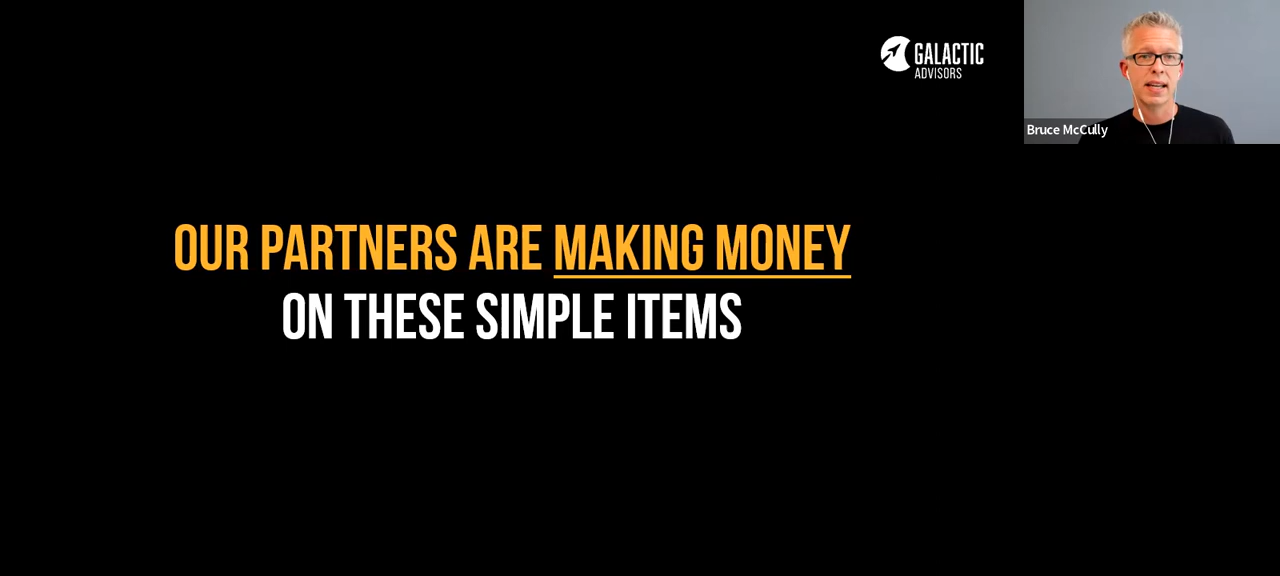 GALACTIC
ADVISORS
Bruce McCully
OUR PARTNERS ARE MAKING MONEY
ON THESE SIMPLE ITEMS